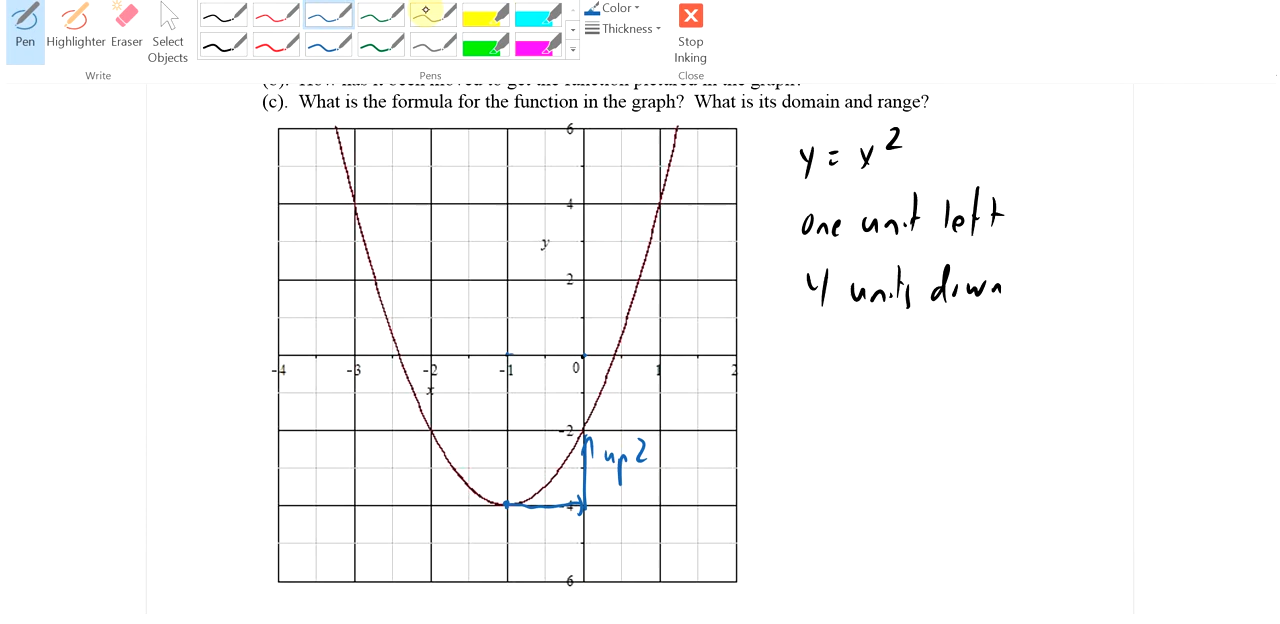 Pen
Highlighter
Eraser
Select
Objects
Write
Pens
Color
Thickness
Stop
Inking
Close
(c). What is the formula for the function in the graph? What is its domain and range?
6
4
y
2
-4 -3 -2 -1 0 1 2
x
-2
up 2
6
y = x²
one unit left
4 units down